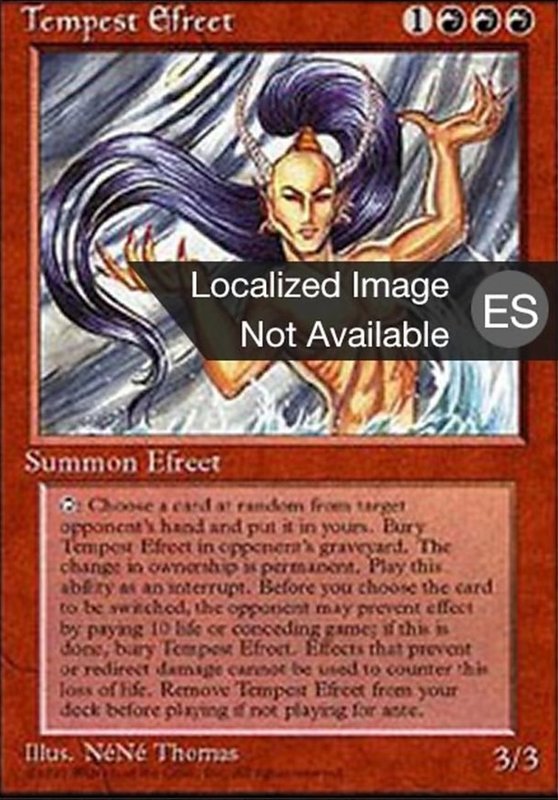 Tempest Efreet
1
Localized Image
Not Available
ES
Summon Efreet
: Choose a card at random from target
opponent's hand and put it in yours. Bury
Tempest Efreet in opponent's graveyard. The
change in ownership is permanent. Play this
ability as an interrupt. Before you choose the card
to be switched, the opponent may prevent effect
by paying 10 life or conceding game; if this is
done, bury Tempest Efreet. Effects that prevent
or redirect damage cannot be used to counter this
loss of life. Remove Tempest Efreet from your
deck before playing if not playing for ante.
Illus. NéNé Thomas
3/3
All rights reserved.